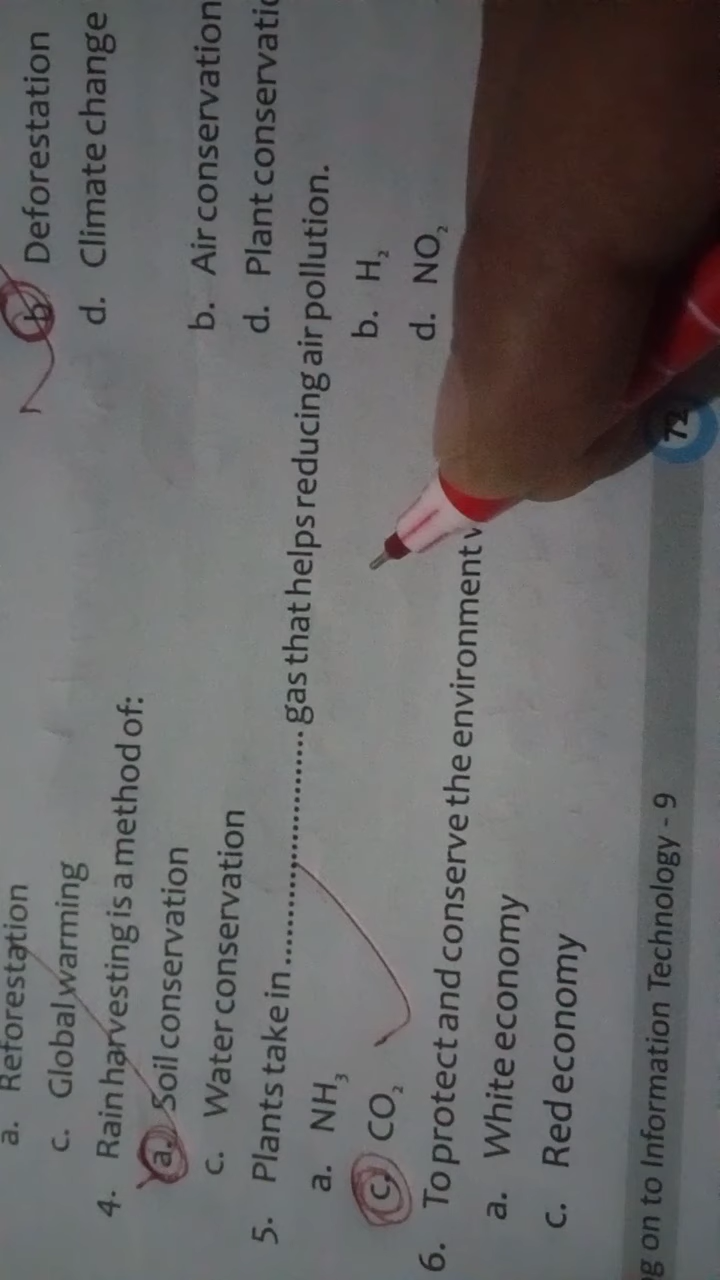 a. Reforestation
b. Deforestation
c. Global warming
d. Climate change
4. Rain harvesting is a method of:
a. Soil conservation
b. Air conservation
c. Water conservation
d. Plant conservatio
5. Plants take in ........................ gas that helps reducing air pollution.
a. NH₃
b. H₂
c. CO₂
d. NO₂
6. To protect and conserve the environment
a. White economy
c. Red economy
g on to Information Technology - 9
72